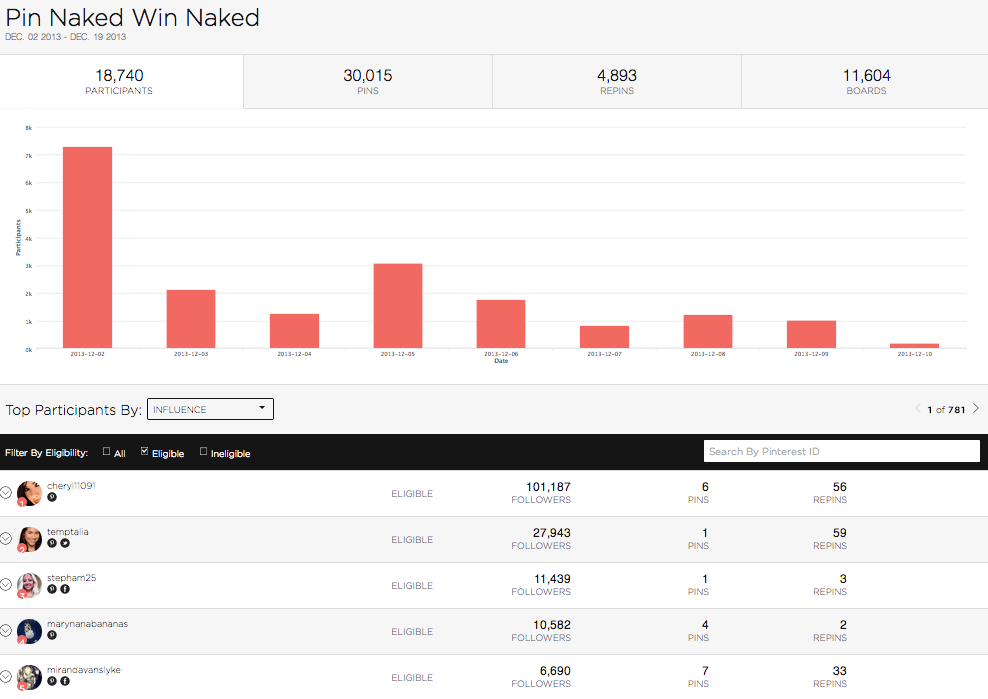 Pin Naked Win Naked
DEC. 02 2013 - DEC. 19 2013
18,740 30,015 4,893 11,604
PARTICIPANTS PINS REPINS BOARDS
8k
7k
6k
5k
4k
3k
2k
1k
0k
Participants
2013-12-02 2013-12-03 2013-12-04 2013-12-05 2013-12-06 2013-12-07 2013-12-08 2013-12-09 2013-12-10
Date
Top Participants By: INFLUENCE 1 of 781
Filter By Eligibility: All Eligible Ineligible Search By Pinterest ID
cheryl11091 ELIGIBLE 101,187 6 56
1 FOLLOWERS PINS REPINS
temptalia ELIGIBLE 27,943 1 59
2 FOLLOWERS PINS REPINS
stepham25 ELIGIBLE 11,439 1 3
3 FOLLOWERS PINS REPINS
marynanabananas ELIGIBLE 10,582 4 2
4 FOLLOWERS PINS REPINS
mirandavanslyke ELIGIBLE 6,690 7 33
5 FOLLOWERS PINS REPINS